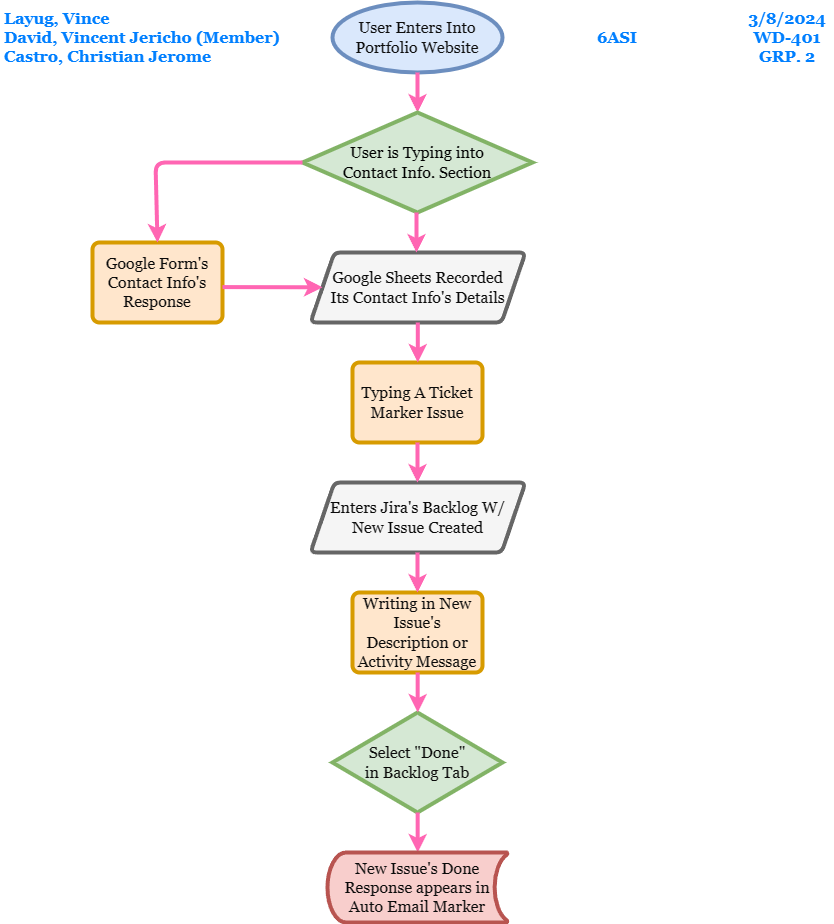 Layug, Vince
David, Vincent Jericho (Member)
Castro, Christian Jerome
6ASI
3/8/2024
WD-401
GRP. 2
User Enters Into
Portfolio Website
User is Typing into
Contact Info. Section
Google Form's
Contact Info's
Response
Google Sheets Recorded
Its Contact Info's Details
Typing A Ticket
Marker Issue
Enters Jira's Backlog W/
New Issue Created
Writing in New
Issue's
Description or
Activity Message
Select "Done"
in Backlog Tab
New Issue's Done
Response appears in
Auto Email Marker